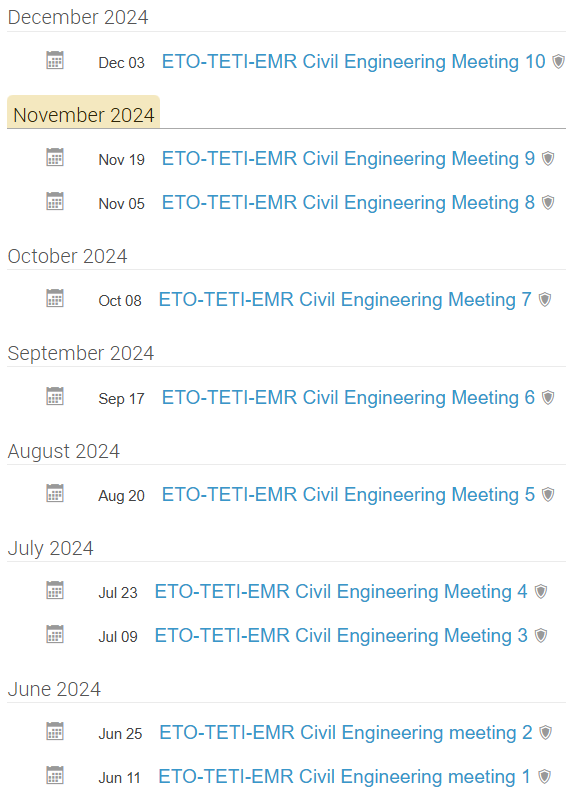 December 2024
Dec 03 ETO-TETI-EMR Civil Engineering Meeting 10
November 2024
Nov 19 ETO-TETI-EMR Civil Engineering Meeting 9
Nov 05 ETO-TETI-EMR Civil Engineering Meeting 8
October 2024
Oct 08 ETO-TETI-EMR Civil Engineering Meeting 7
September 2024
Sep 17 ETO-TETI-EMR Civil Engineering Meeting 6
August 2024
Aug 20 ETO-TETI-EMR Civil Engineering Meeting 5
July 2024
Jul 23 ETO-TETI-EMR Civil Engineering Meeting 4
Jul 09 ETO-TETI-EMR Civil Engineering Meeting 3
June 2024
Jun 25 ETO-TETI-EMR Civil Engineering meeting 2
Jun 11 ETO-TETI-EMR Civil Engineering meeting 1